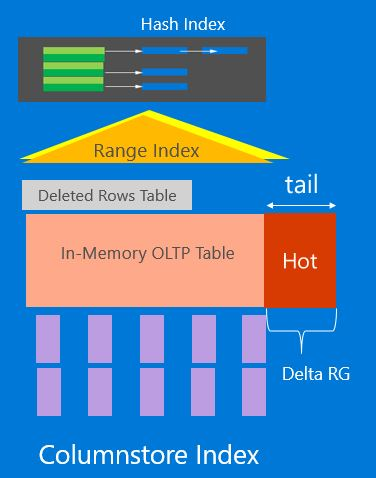 Hash Index
Range Index
tail
Deleted Rows Table
In-Memory OLTP Table
Hot
Delta RG
Columnstore Index